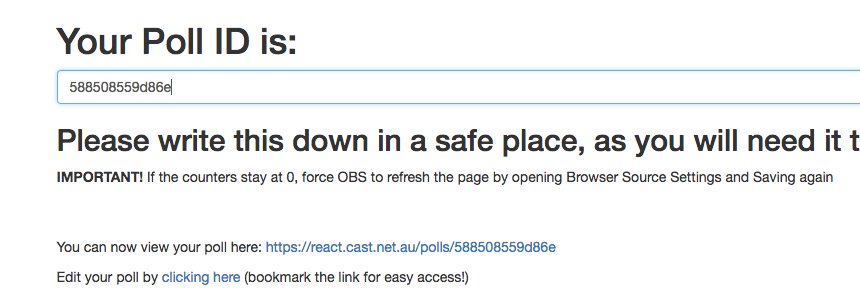 Your Poll ID is:
588508559d86e
Please write this down in a safe place, as you will need it t
IMPORTANT! If the counters stay at 0, force OBS to refresh the page by opening Browser Source Settings and Saving again
You can now view your poll here: https://react.cast.net.au/polls/588508559d86e
Edit your poll by clicking here (bookmark the link for easy access!)